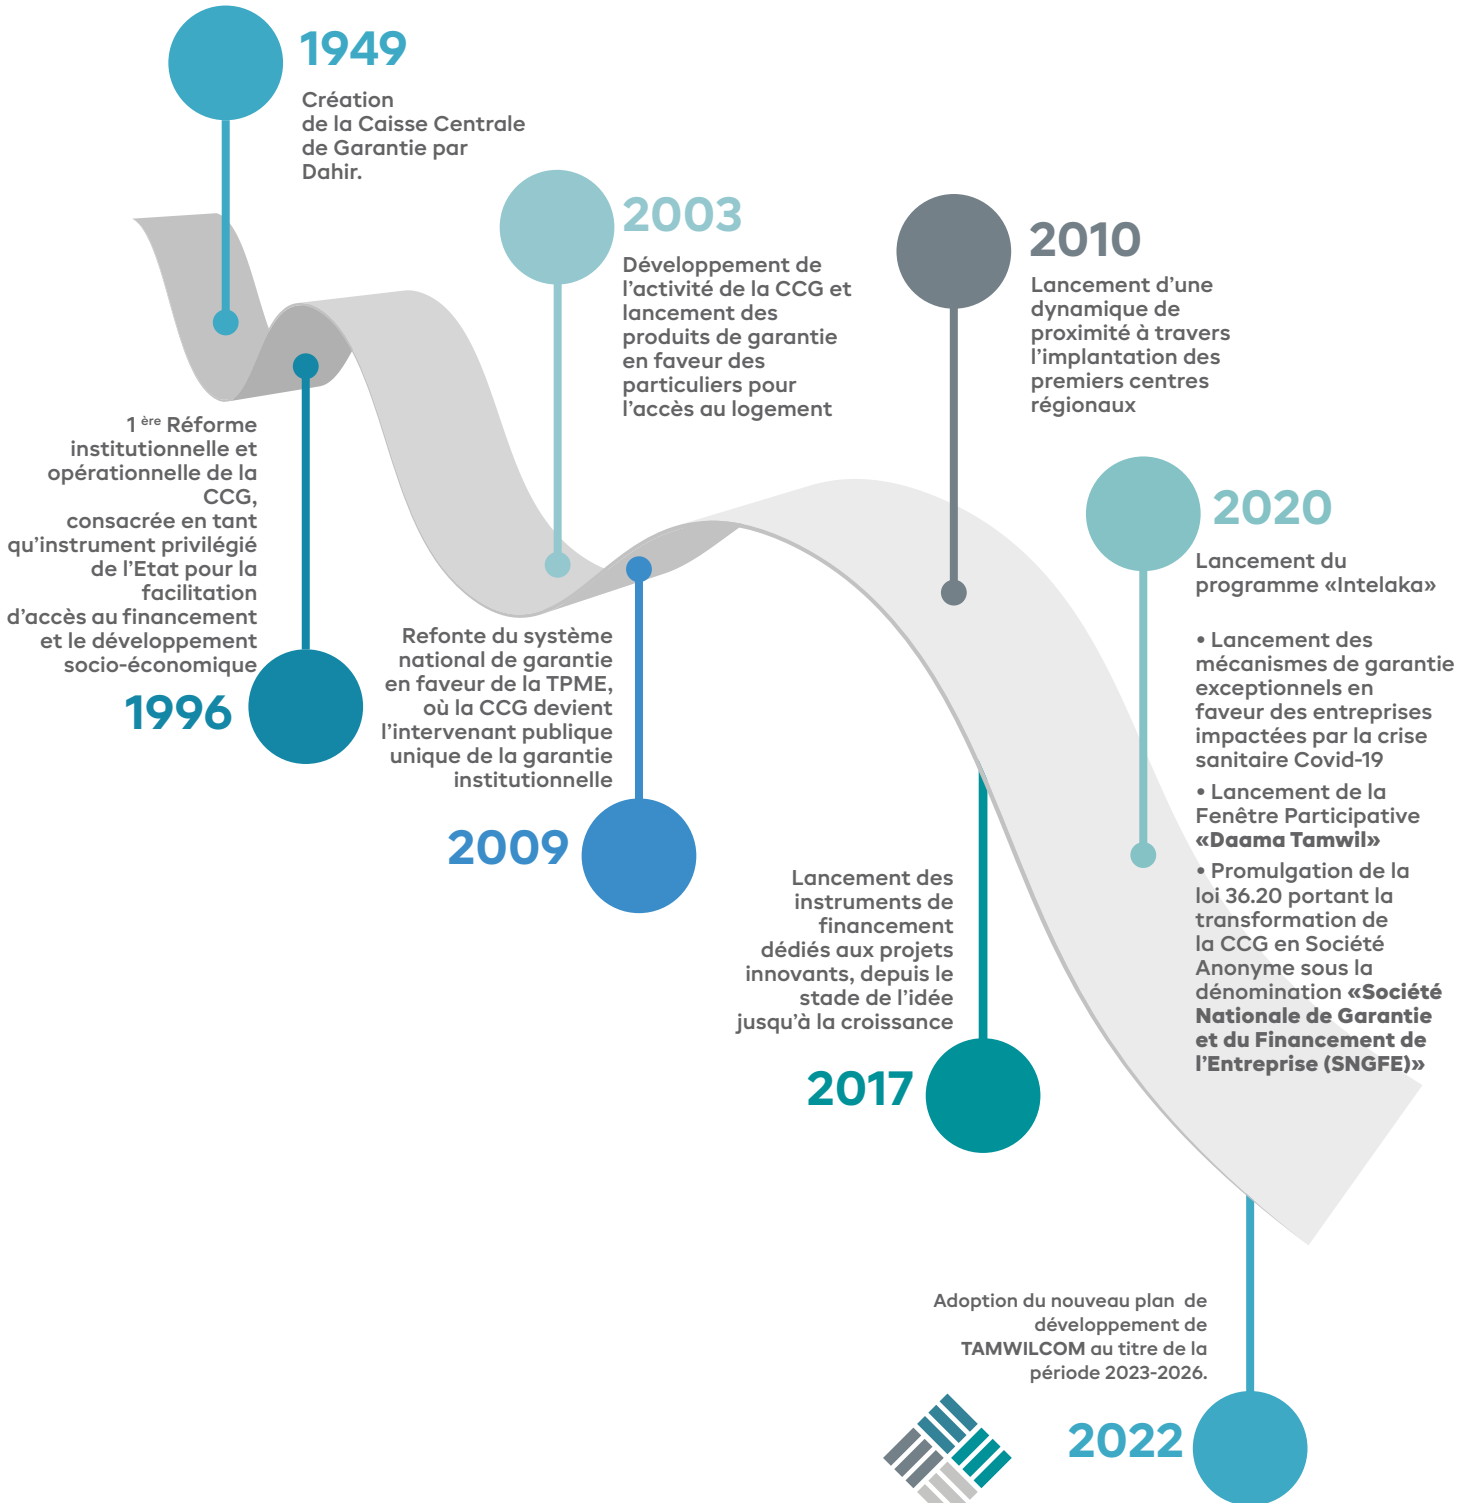 1949
Création
de la Caisse Centrale
de Garantie par
Dahir.
1 ère Réforme
institutionnelle et
opérationnelle de la
CCG,
consacrée en tant
qu’instrument privilégié
de l’Etat pour la
facilitation
d’accès au financement
et le développement
socio-économique
1996
2003
Développement de
l’activité de la CCG et
lancement des
produits de garantie
en faveur des
particuliers pour
l’accès au logement
Refonte du système
national de garantie
en faveur de la TPME,
où la CCG devient
l’intervenant publique
unique de la garantie
institutionnelle
2009
2010
Lancement d’une
dynamique de
proximité à travers
l’implantation des
premiers centres
régionaux
Lancement des
instruments de
financement
dédiés aux projets
innovants, depuis le
stade de l’idée
jusqu’à la croissance
2017
2020
Lancement du
programme «Intelaka»
• Lancement des
mécanismes de garantie
exceptionnels en
faveur des entreprises
impactées par la crise
sanitaire Covid-19
• Lancement de la
Fenêtre Participative
«Daama Tamwil»
• Promulgation de la
loi 36.20 portant la
transformation de
la CCG en Société
Anonyme sous la
dénomination «Société
Nationale de Garantie
et du Financement de
l’Entreprise (SNGFE)»
Adoption du nouveau plan de
développement de
TAMWILCOM au titre de la
période 2023-2026.
2022